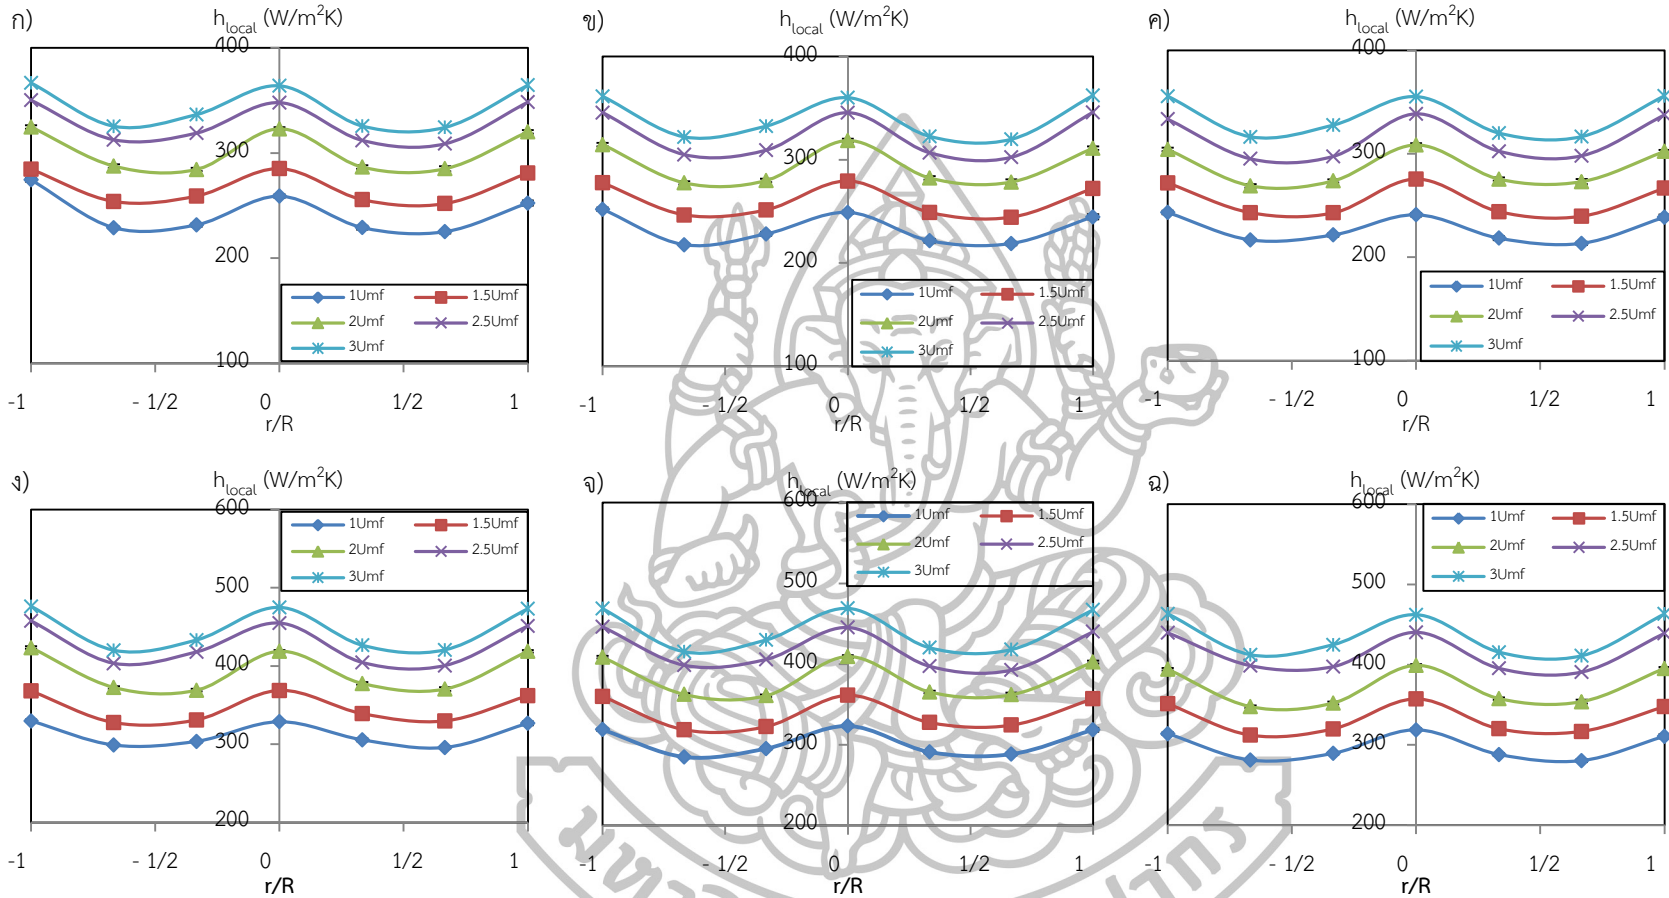 ก) h_local (W/m²K)
400
300
200
100
1Umf 1.5Umf
2Umf 2.5Umf
3Umf
-1 - 1/2 0 1/2 1
r/R
ข) h_local (W/m²K)
400
300
200
100
1Umf 1.5Umf
2Umf 2.5Umf
3Umf
-1 - 1/2 0 1/2 1
r/R
ค) h_local (W/m²K)
400
300
200
100
1Umf 1.5Umf
2Umf 2.5Umf
3Umf
-1 - 1/2 0 1/2 1
r/R
ง) h_local (W/m²K)
600
500
400
300
200
1Umf 1.5Umf
2Umf 2.5Umf
3Umf
-1 - 1/2 0 1/2 1
r/R
จ) h_local (W/m²K)
600
500
400
300
200
1Umf 1.5Umf
2Umf 2.5Umf
3Umf
-1 - 1/2 0 1/2 1
r/R
ฉ) h_local (W/m²K)
600
500
400
300
200
1Umf 1.5Umf
2Umf 2.5Umf
3Umf
-1 - 1/2 0 1/2 1
r/R